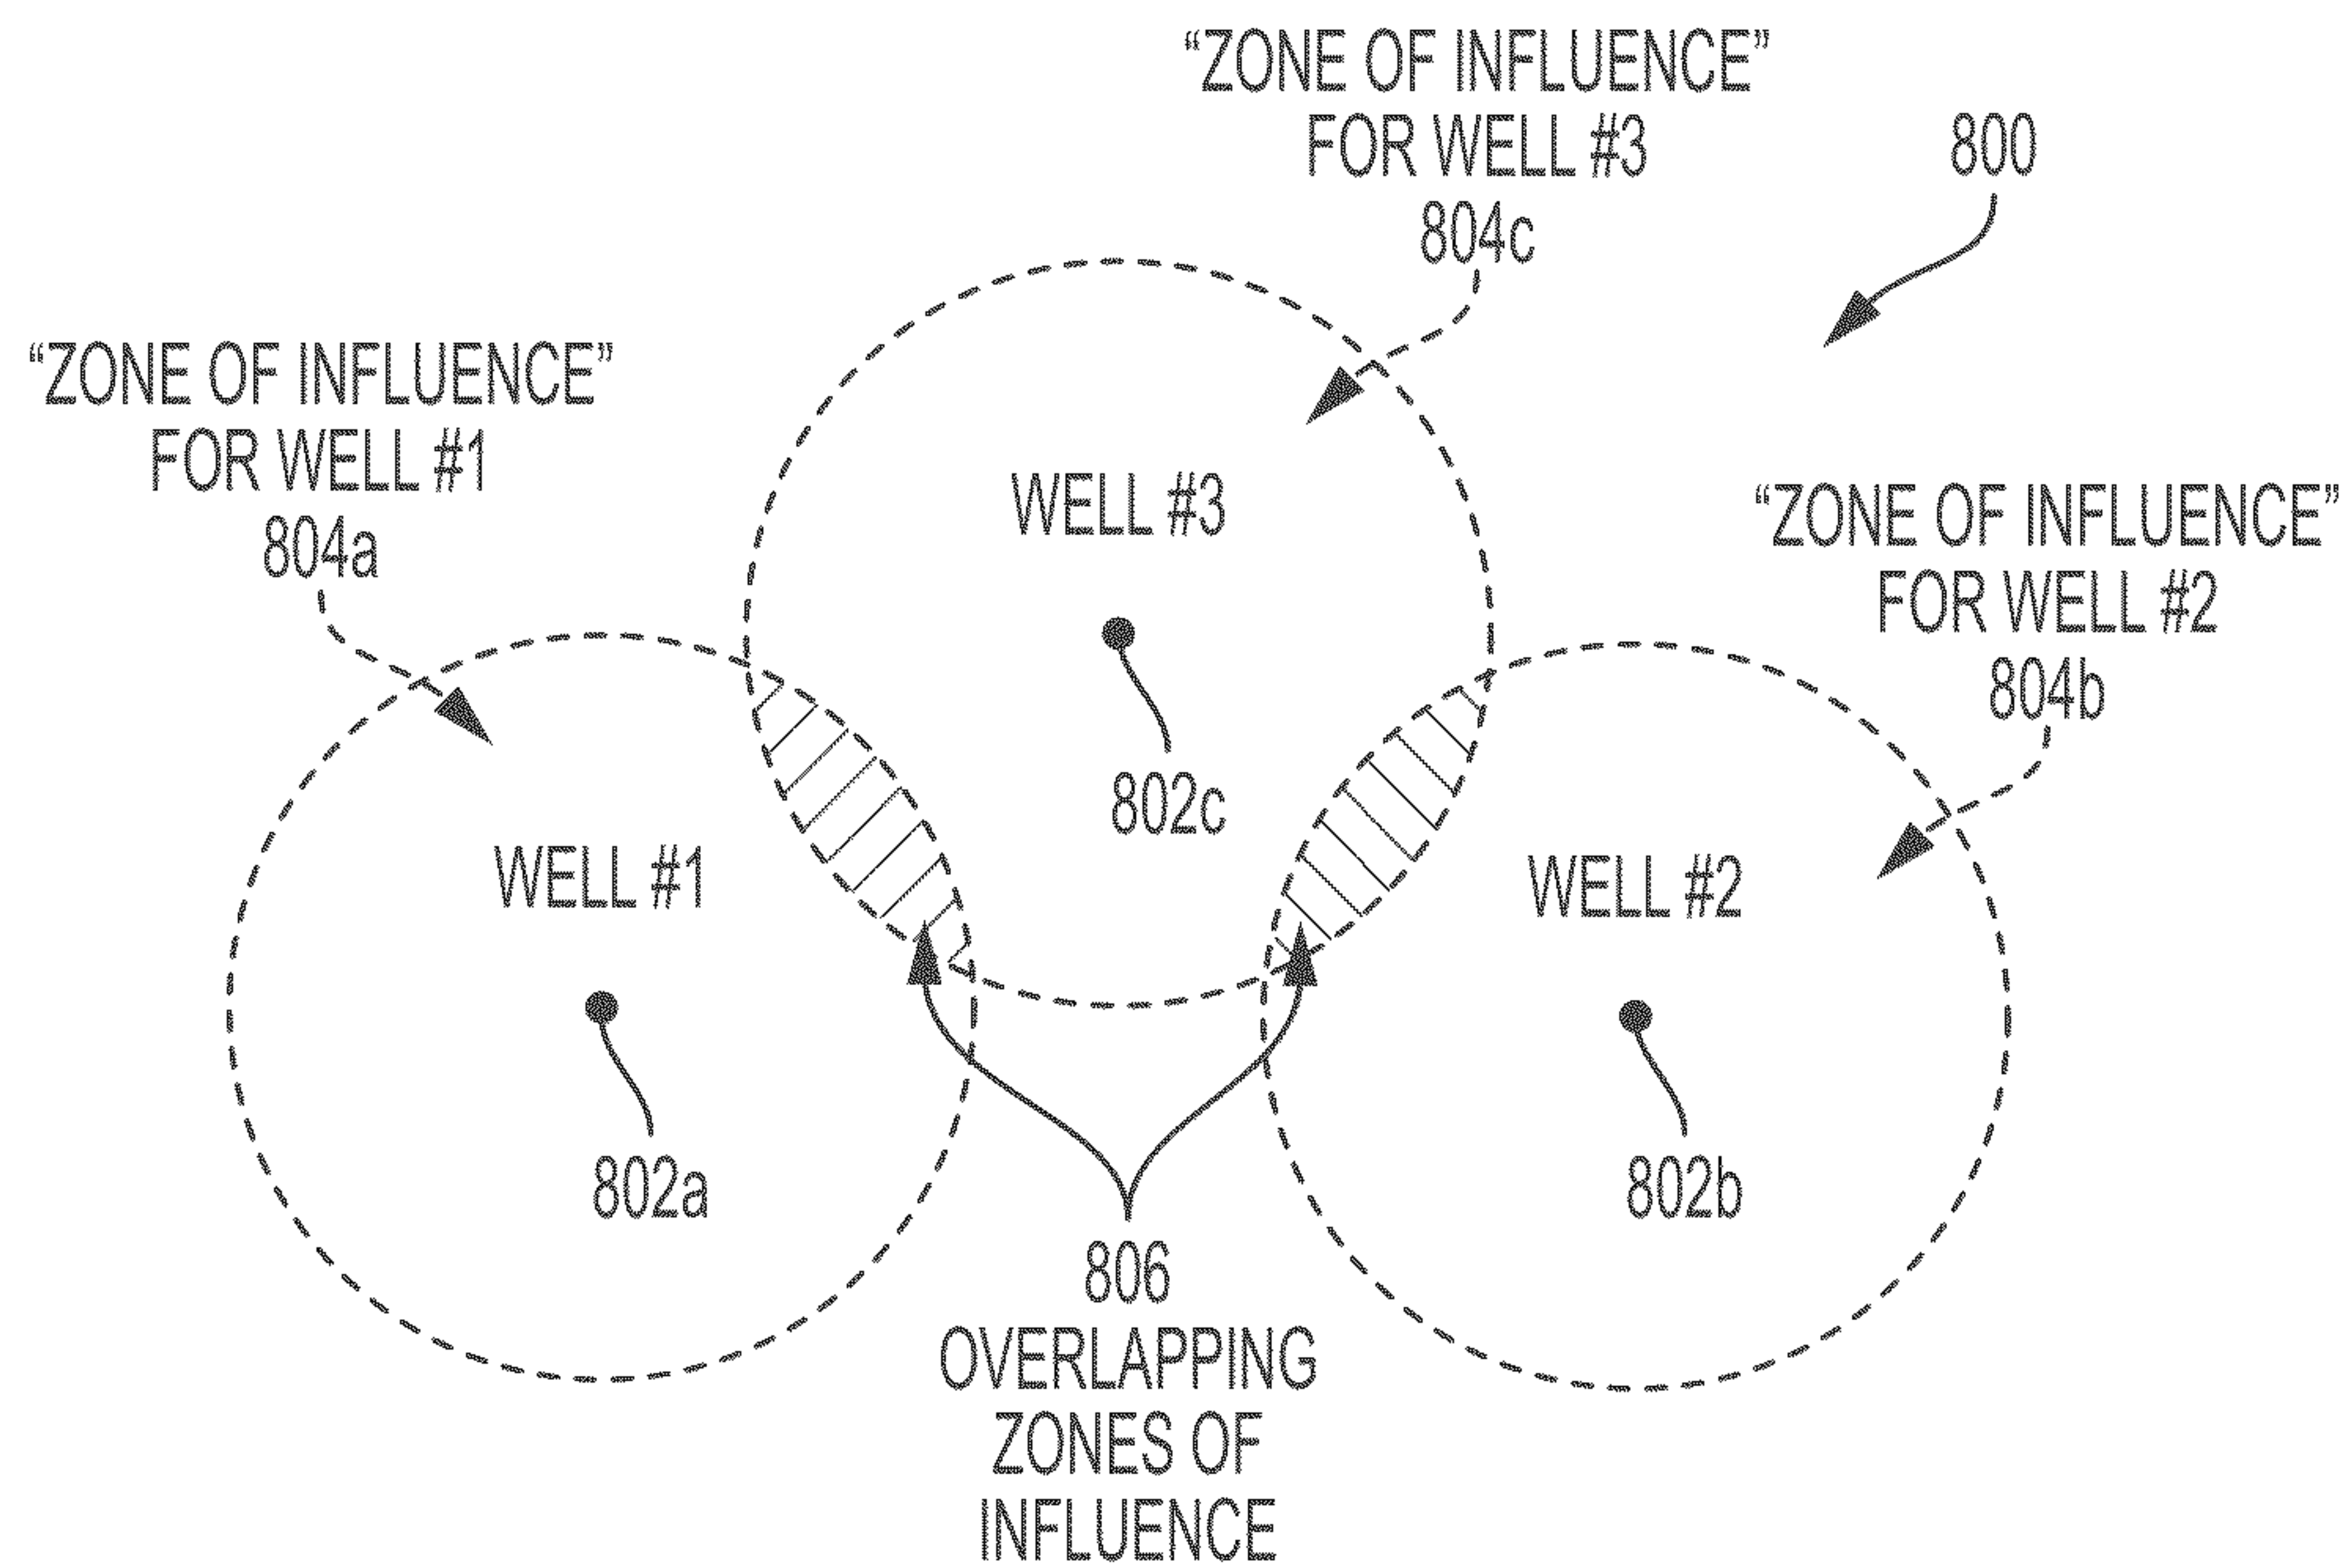 “ZONE OF INFLUENCE”
FOR WELL #3
804c
800
“ZONE OF INFLUENCE”
FOR WELL #1
804a
WELL #3
“ZONE OF INFLUENCE”
FOR WELL #2
804b
802c
WELL #1
WELL #2
802a
802b
806
OVERLAPPING
ZONES OF
INFLUENCE